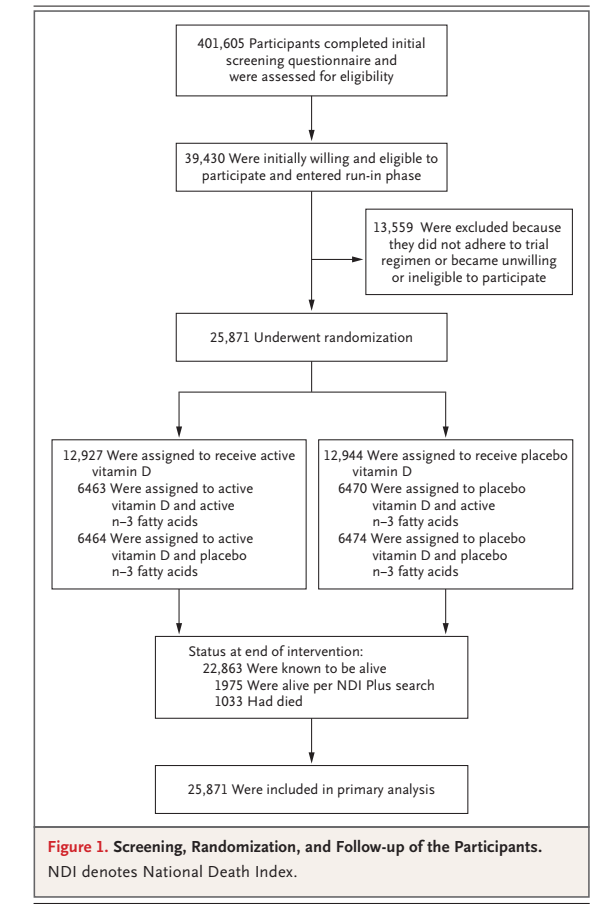 401,605 Participants completed initial
screening questionnaire and
were assessed for eligibility
39,430 Were initially willing and eligible to
participate and entered run-in phase
13,559 Were excluded because
they did not adhere to trial
regimen or became unwilling
or ineligible to participate
25,871 Underwent randomization
12,927 Were assigned to receive active
vitamin D
6463 Were assigned to active
vitamin D and active
n–3 fatty acids
6464 Were assigned to active
vitamin D and placebo
n–3 fatty acids
12,944 Were assigned to receive placebo
vitamin D
6470 Were assigned to placebo
vitamin D and active
n–3 fatty acids
6474 Were assigned to placebo
vitamin D and placebo
n–3 fatty acids
Status at end of intervention:
22,863 Were known to be alive
1975 Were alive per NDI Plus search
1033 Had died
25,871 Were included in primary analysis
Figure 1. Screening, Randomization, and Follow-up of the Participants.
NDI denotes National Death Index.